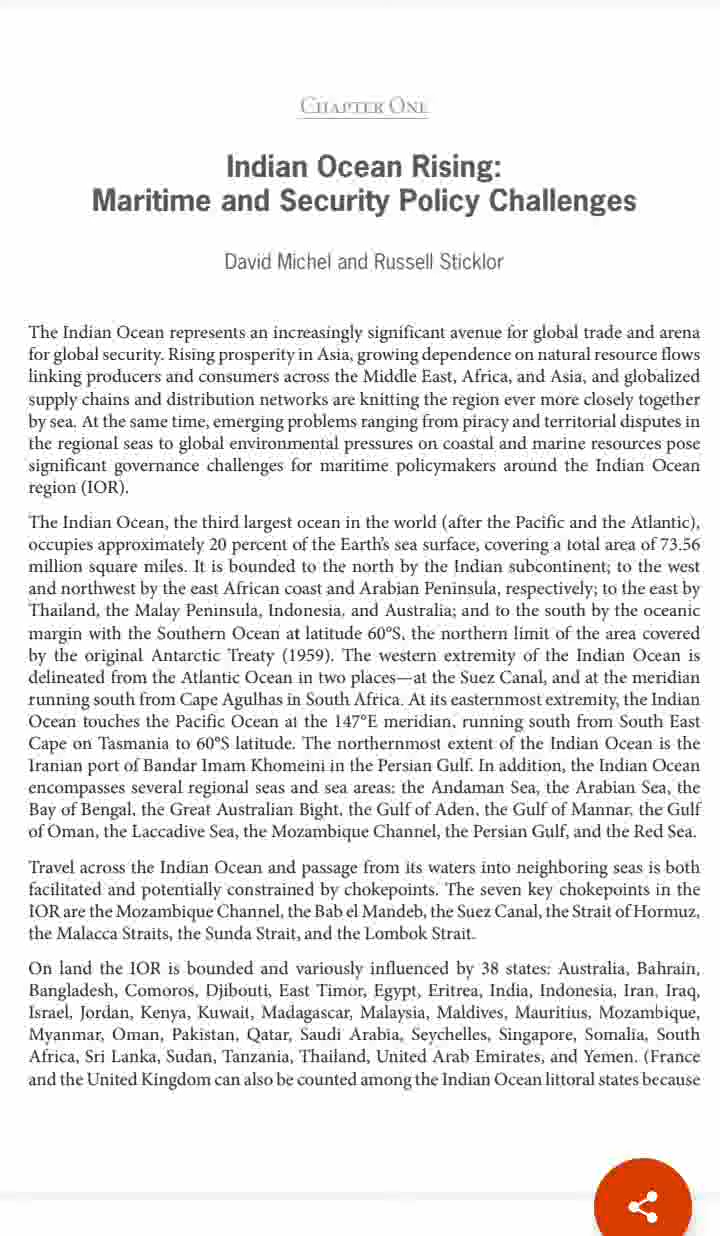 CHAPTER ONE
Indian Ocean Rising:
Maritime and Security Policy Challenges
David Michel and Russell Sticklor
The Indian Ocean represents an increasingly significant avenue for global trade and arena
for global security. Rising prosperity in Asia, growing dependence on natural resource flows
linking producers and consumers across the Middle East, Africa, and Asia, and globalized
supply chains and distribution networks are knitting the region ever more closely together
by sea. At the same time, emerging problems ranging from piracy and territorial disputes in
the regional seas to global environmental pressures on coastal and marine resources pose
significant governance challenges for maritime policymakers around the Indian Ocean
region (IOR).
The Indian Ocean, the third largest ocean in the world (after the Pacific and the Atlantic),
occupies approximately 20 percent of the Earth's sea surface, covering a total area of 73.56
million square miles. It is bounded to the north by the Indian subcontinent; to the west
and northwest by the east African coast and Arabian Peninsula, respectively; to the east by
Thailand, the Malay Peninsula, Indonesia, and Australia; and to the south by the oceanic
margin with the Southern Ocean at latitude 60°S, the northern limit of the area covered
by the original Antarctic Treaty (1959). The western extremity of the Indian Ocean is
delineated from the Atlantic Ocean in two places—at the Suez Canal, and at the meridian
running south from Cape Agulhas in South Africa. At its easternmost extremity, the Indian
Ocean touches the Pacific Ocean at the 147°E meridian, running south from South East
Cape on Tasmania to 60°S latitude. The northernmost extent of the Indian Ocean is the
Iranian port of Bandar Imam Khomeini in the Persian Gulf. In addition, the Indian Ocean
encompasses several regional seas and sea areas: the Andaman Sea, the Arabian Sea, the
Bay of Bengal, the Great Australian Bight, the Gulf of Aden, the Gulf of Mannar, the Gulf
of Oman, the Laccadive Sea, the Mozambique Channel, the Persian Gulf, and the Red Sea.
Travel across the Indian Ocean and passage from its waters into neighboring seas is both
facilitated and potentially constrained by chokepoints. The seven key chokepoints in the
IOR are the Mozambique Channel, the Bab el Mandeb, the Suez Canal, the Strait of Hormuz,
the Malacca Straits, the Sunda Strait, and the Lombok Strait.
On land the IOR is bounded and variously influenced by 38 states: Australia, Bahrain,
Bangladesh, Comoros, Djibouti, East Timor, Egypt, Eritrea, India, Indonesia, Iran, Iraq,
Israel, Jordan, Kenya, Kuwait, Madagascar, Malaysia, Maldives, Mauritius, Mozambique,
Myanmar, Oman, Pakistan, Qatar, Saudi Arabia, Seychelles, Singapore, Somalia, South
Africa, Sri Lanka, Sudan, Tanzania, Thailand, United Arab Emirates, and Yemen. (France
and the United Kingdom can also be counted among the Indian Ocean littoral states because